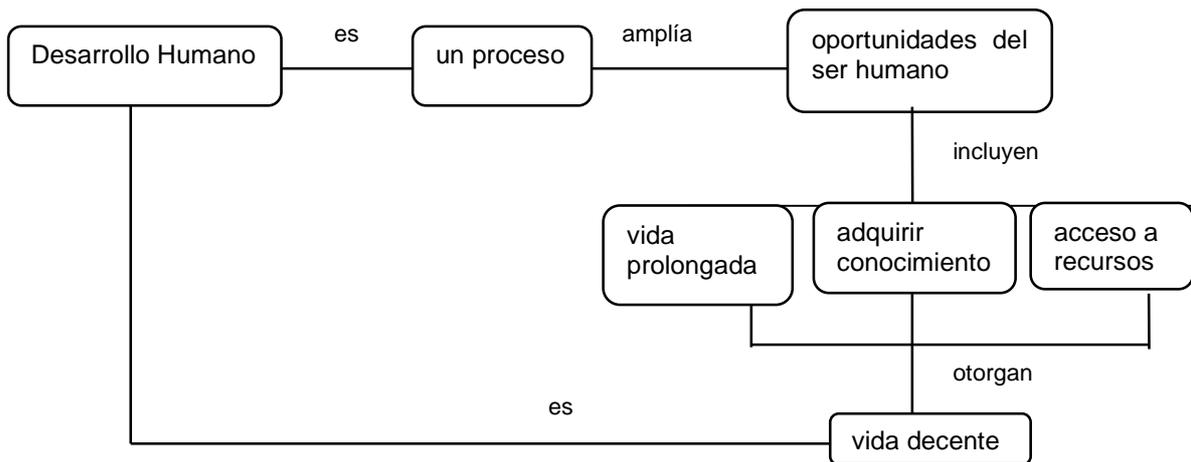 Desarrollo Humano
es
un proceso
amplía
oportunidades del
ser humano
incluyen
vida
prolongada
adquirir
conocimiento
acceso a
recursos
otorgan
es
vida decente